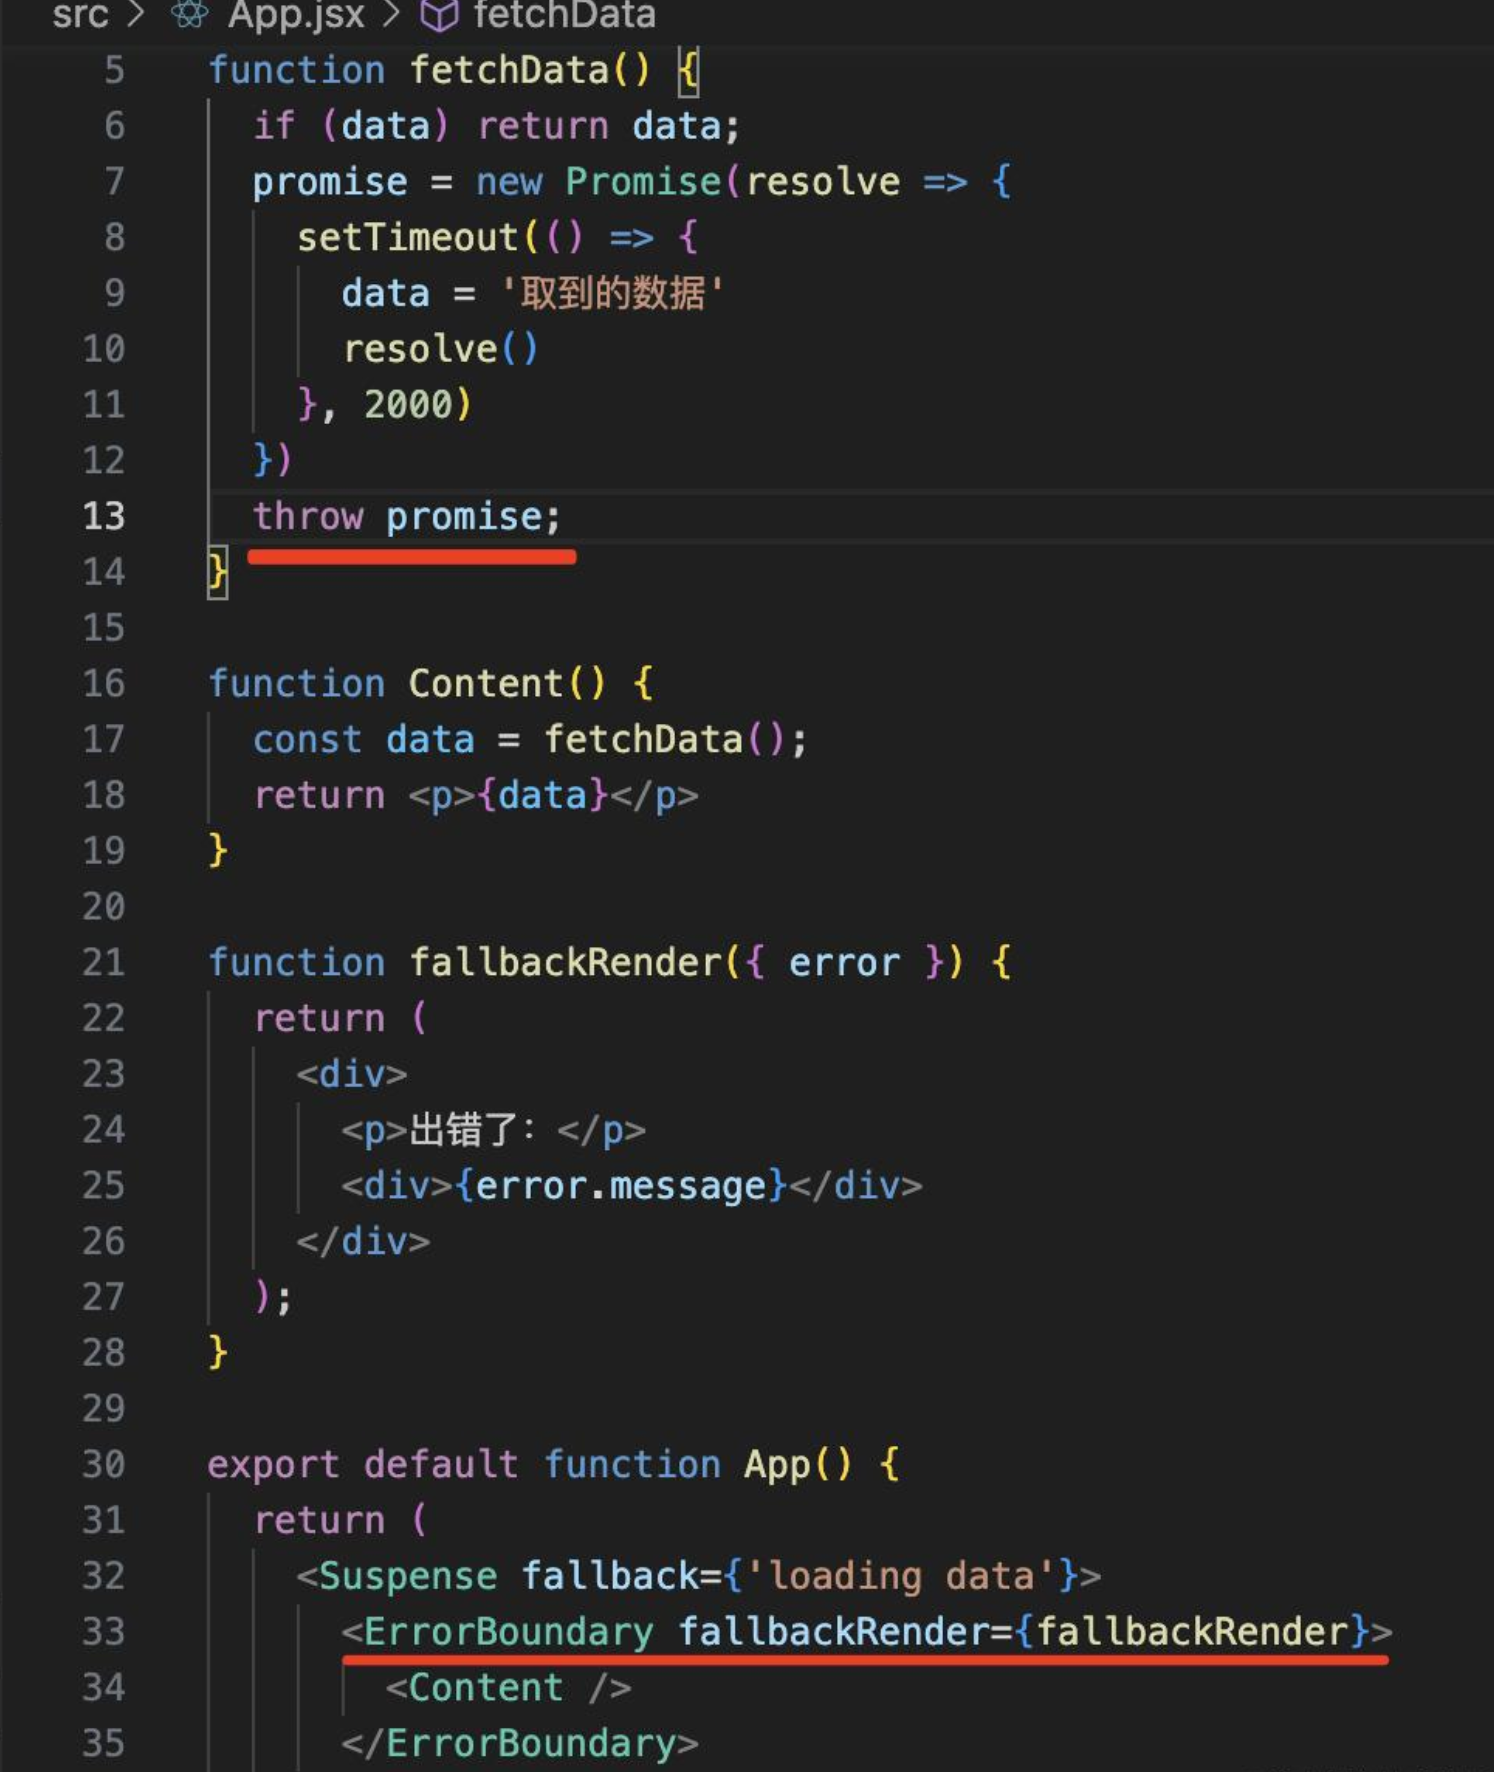 src > App.jsx > fetchData
5 function fetchData() {
6 if (data) return data;
7 promise = new Promise(resolve => {
8 setTimeout(() => {
9 data = '取到的数据'
10 resolve()
11 }, 2000)
12 })
13 throw promise;
14 }
15
16 function Content() {
17 const data = fetchData();
18 return <p>{data}</p>
19 }
20
21 function fallbackRender({ error }) {
22 return (
23 <div>
24 <p>出错了：</p>
25 <div>{error.message}</div>
26 </div>
27 );
28 }
29
30 export default function App() {
31 return (
32 <Suspense fallback={'loading data'}>
33 <ErrorBoundary fallbackRender={fallbackRender}>
34 <Content />
35 </ErrorBoundary>